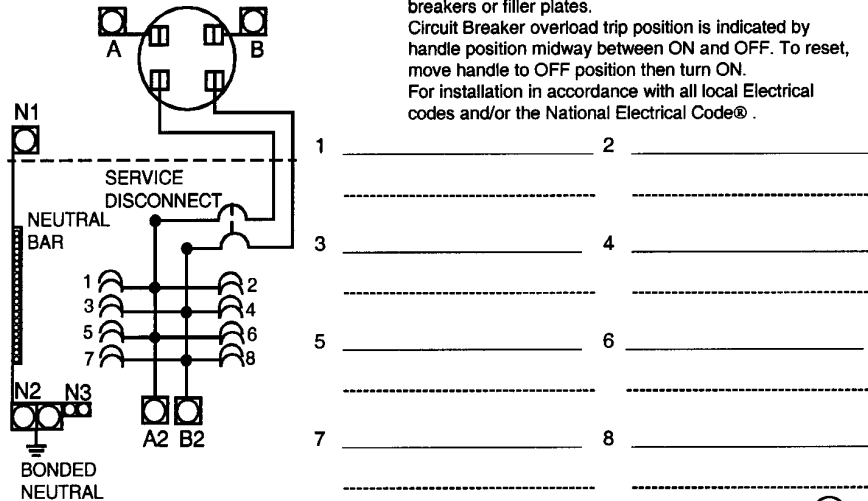 breakers or filler plates.
Circuit Breaker overload trip position is indicated by
handle position midway between ON and OFF. To reset,
move handle to OFF position then turn ON.
For installation in accordance with all local Electrical
codes and/or the National Electrical Code® .
A
B
N1
SERVICE
DISCONNECT
NEUTRAL
BAR
1 2
3 4
5 6
7 8
N2 N3
A2 B2
BONDED
NEUTRAL
1 2
3 4
5 6
7 8